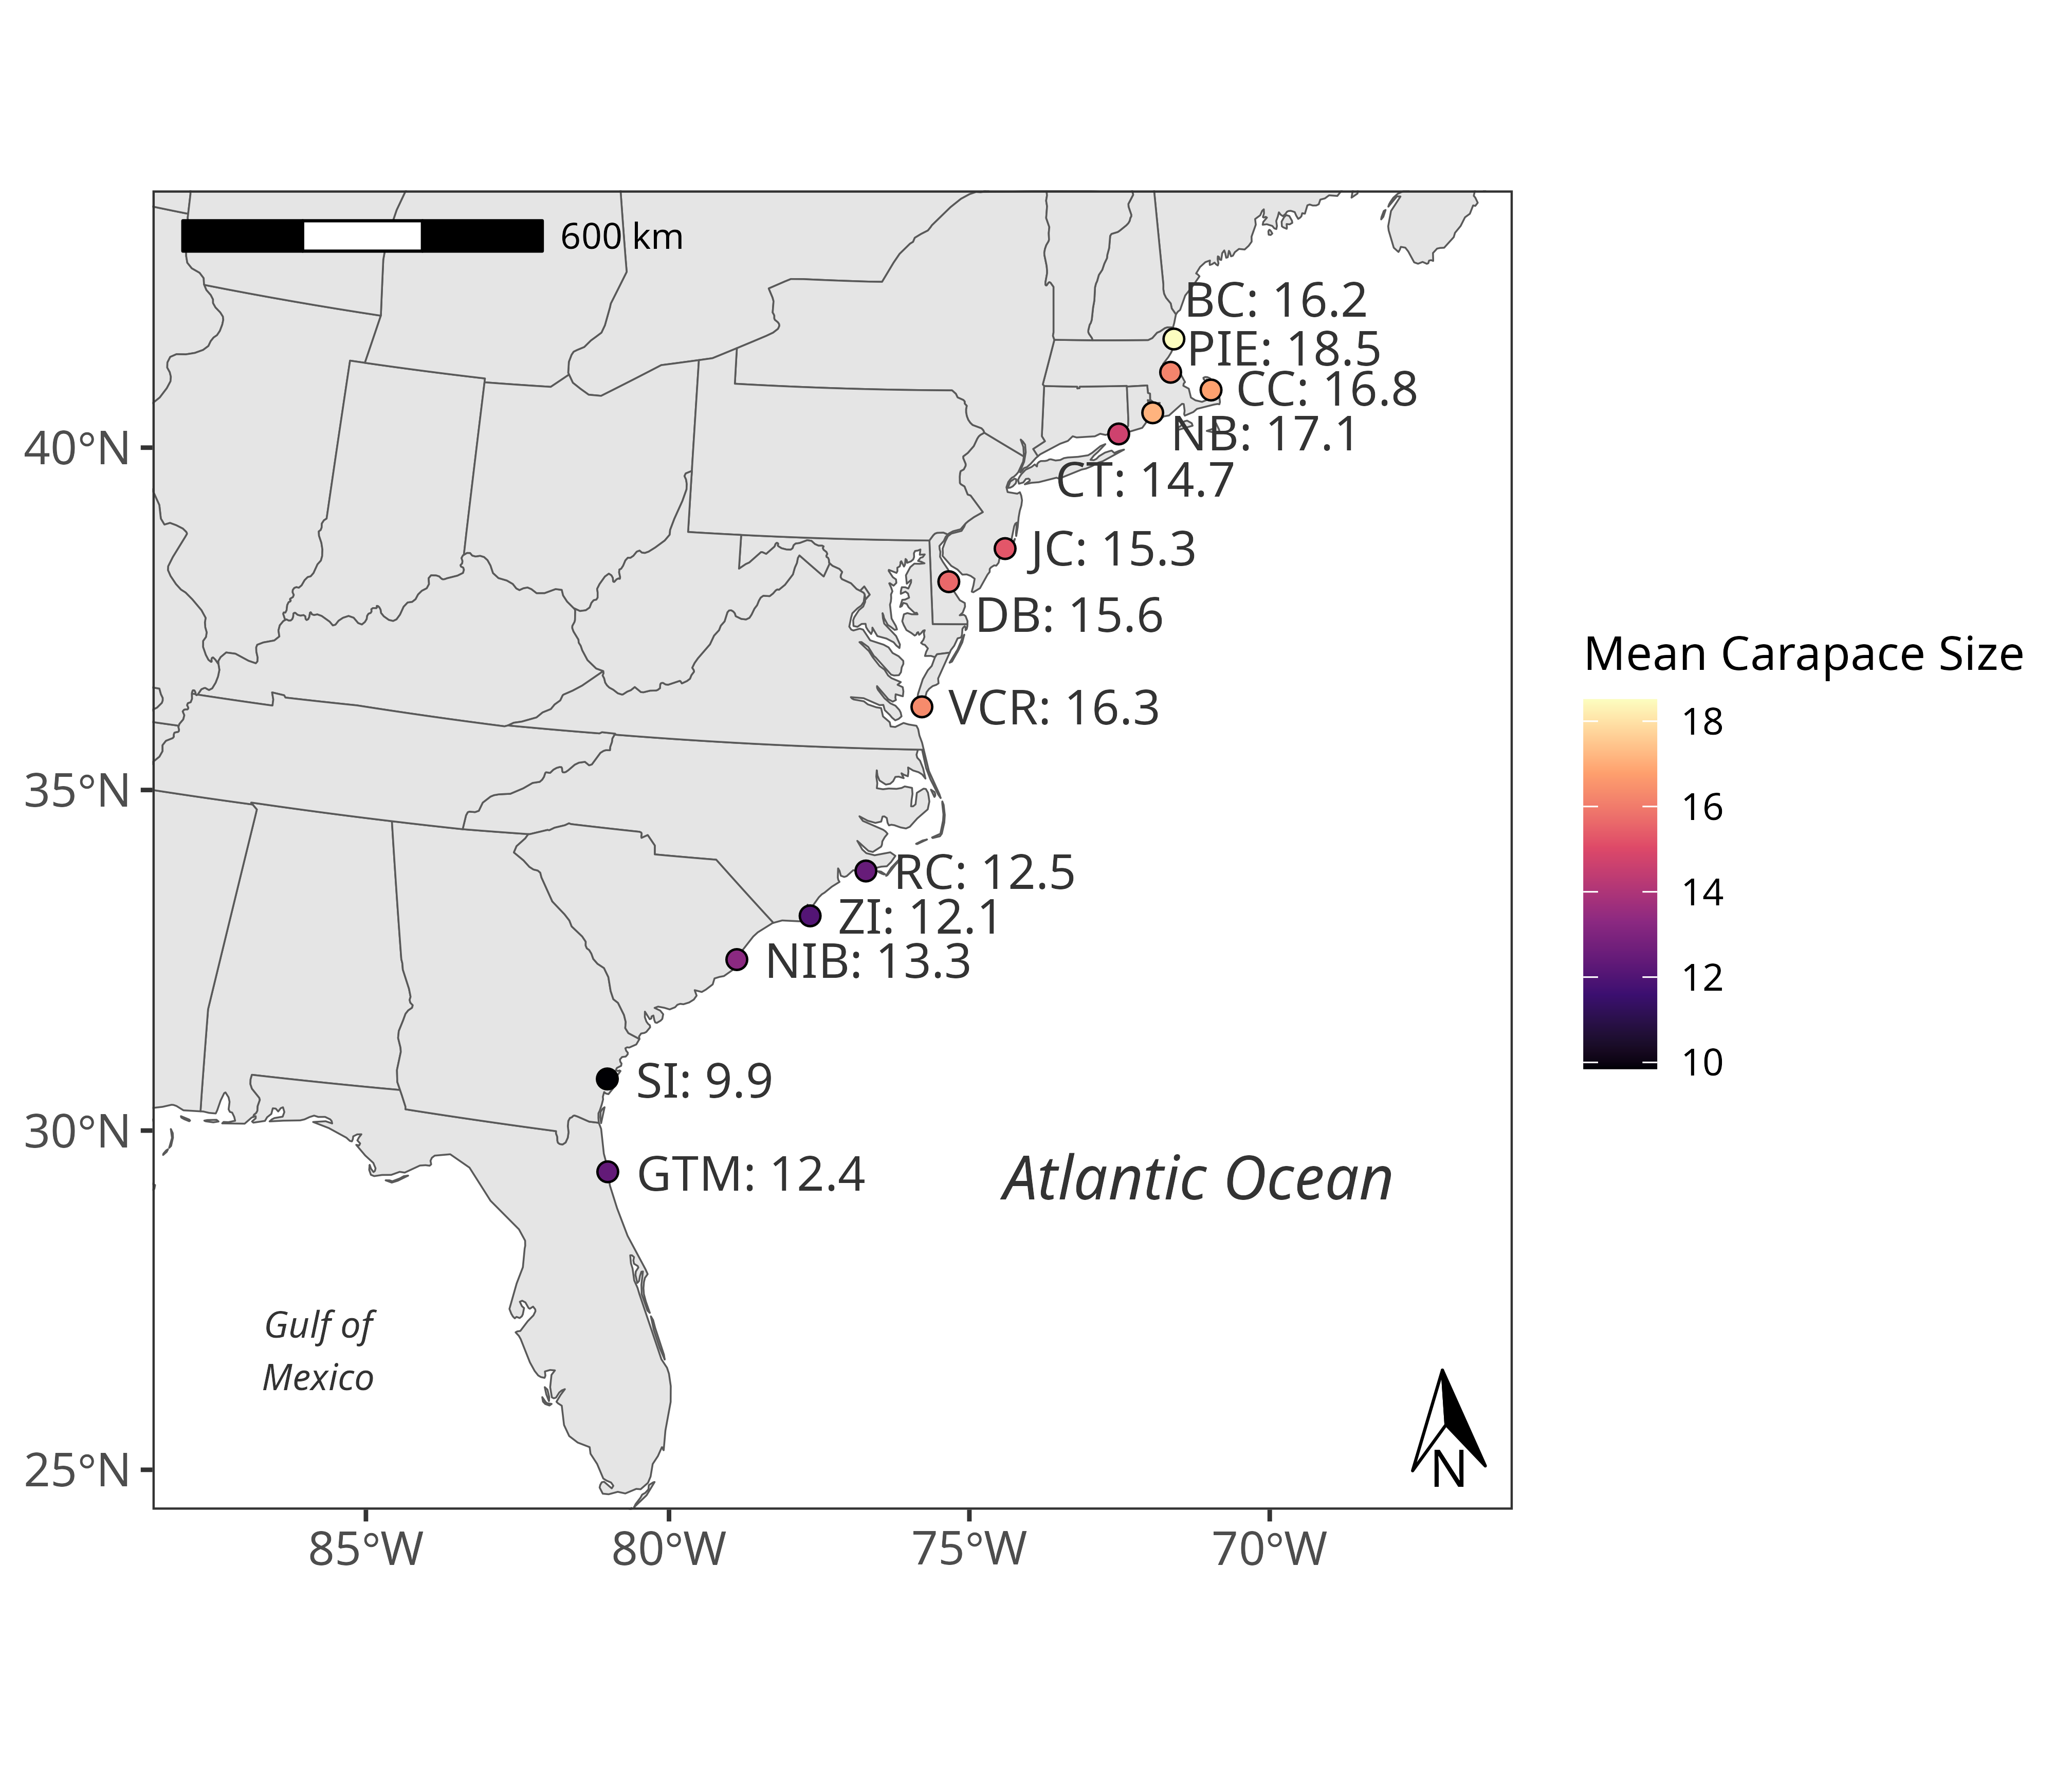 600 km
BC: 16.2
PIE: 18.5
CC: 16.8
NB: 17.1
CT: 14.7
JC: 15.3
DB: 15.6
VCR: 16.3
RC: 12.5
ZI: 12.1
NIB: 13.3
SI: 9.9
GTM: 12.4
Atlantic Ocean
Gulf of
Mexico
N
40°N
35°N
30°N
25°N
85°W
80°W
75°W
70°W
Mean Carapace Size
18
16
14
12
10